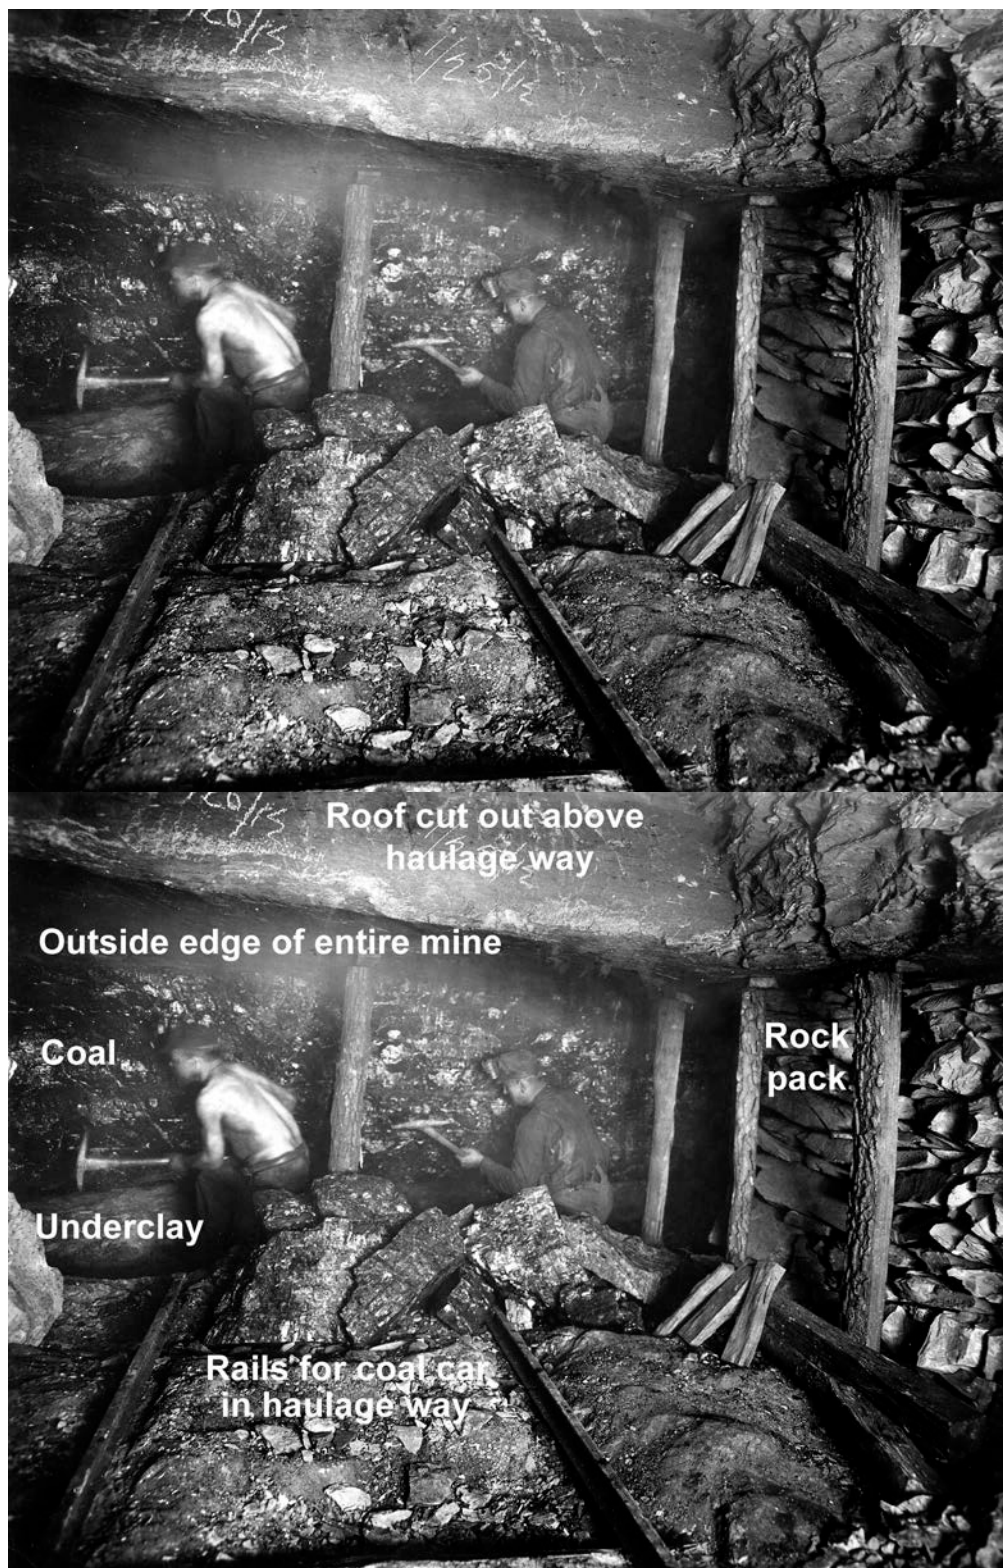 Roof cut out above
haulage way
Outside edge of entire mine
Coal
Rock
pack
Underclay
Rails for coal car
in haulage way